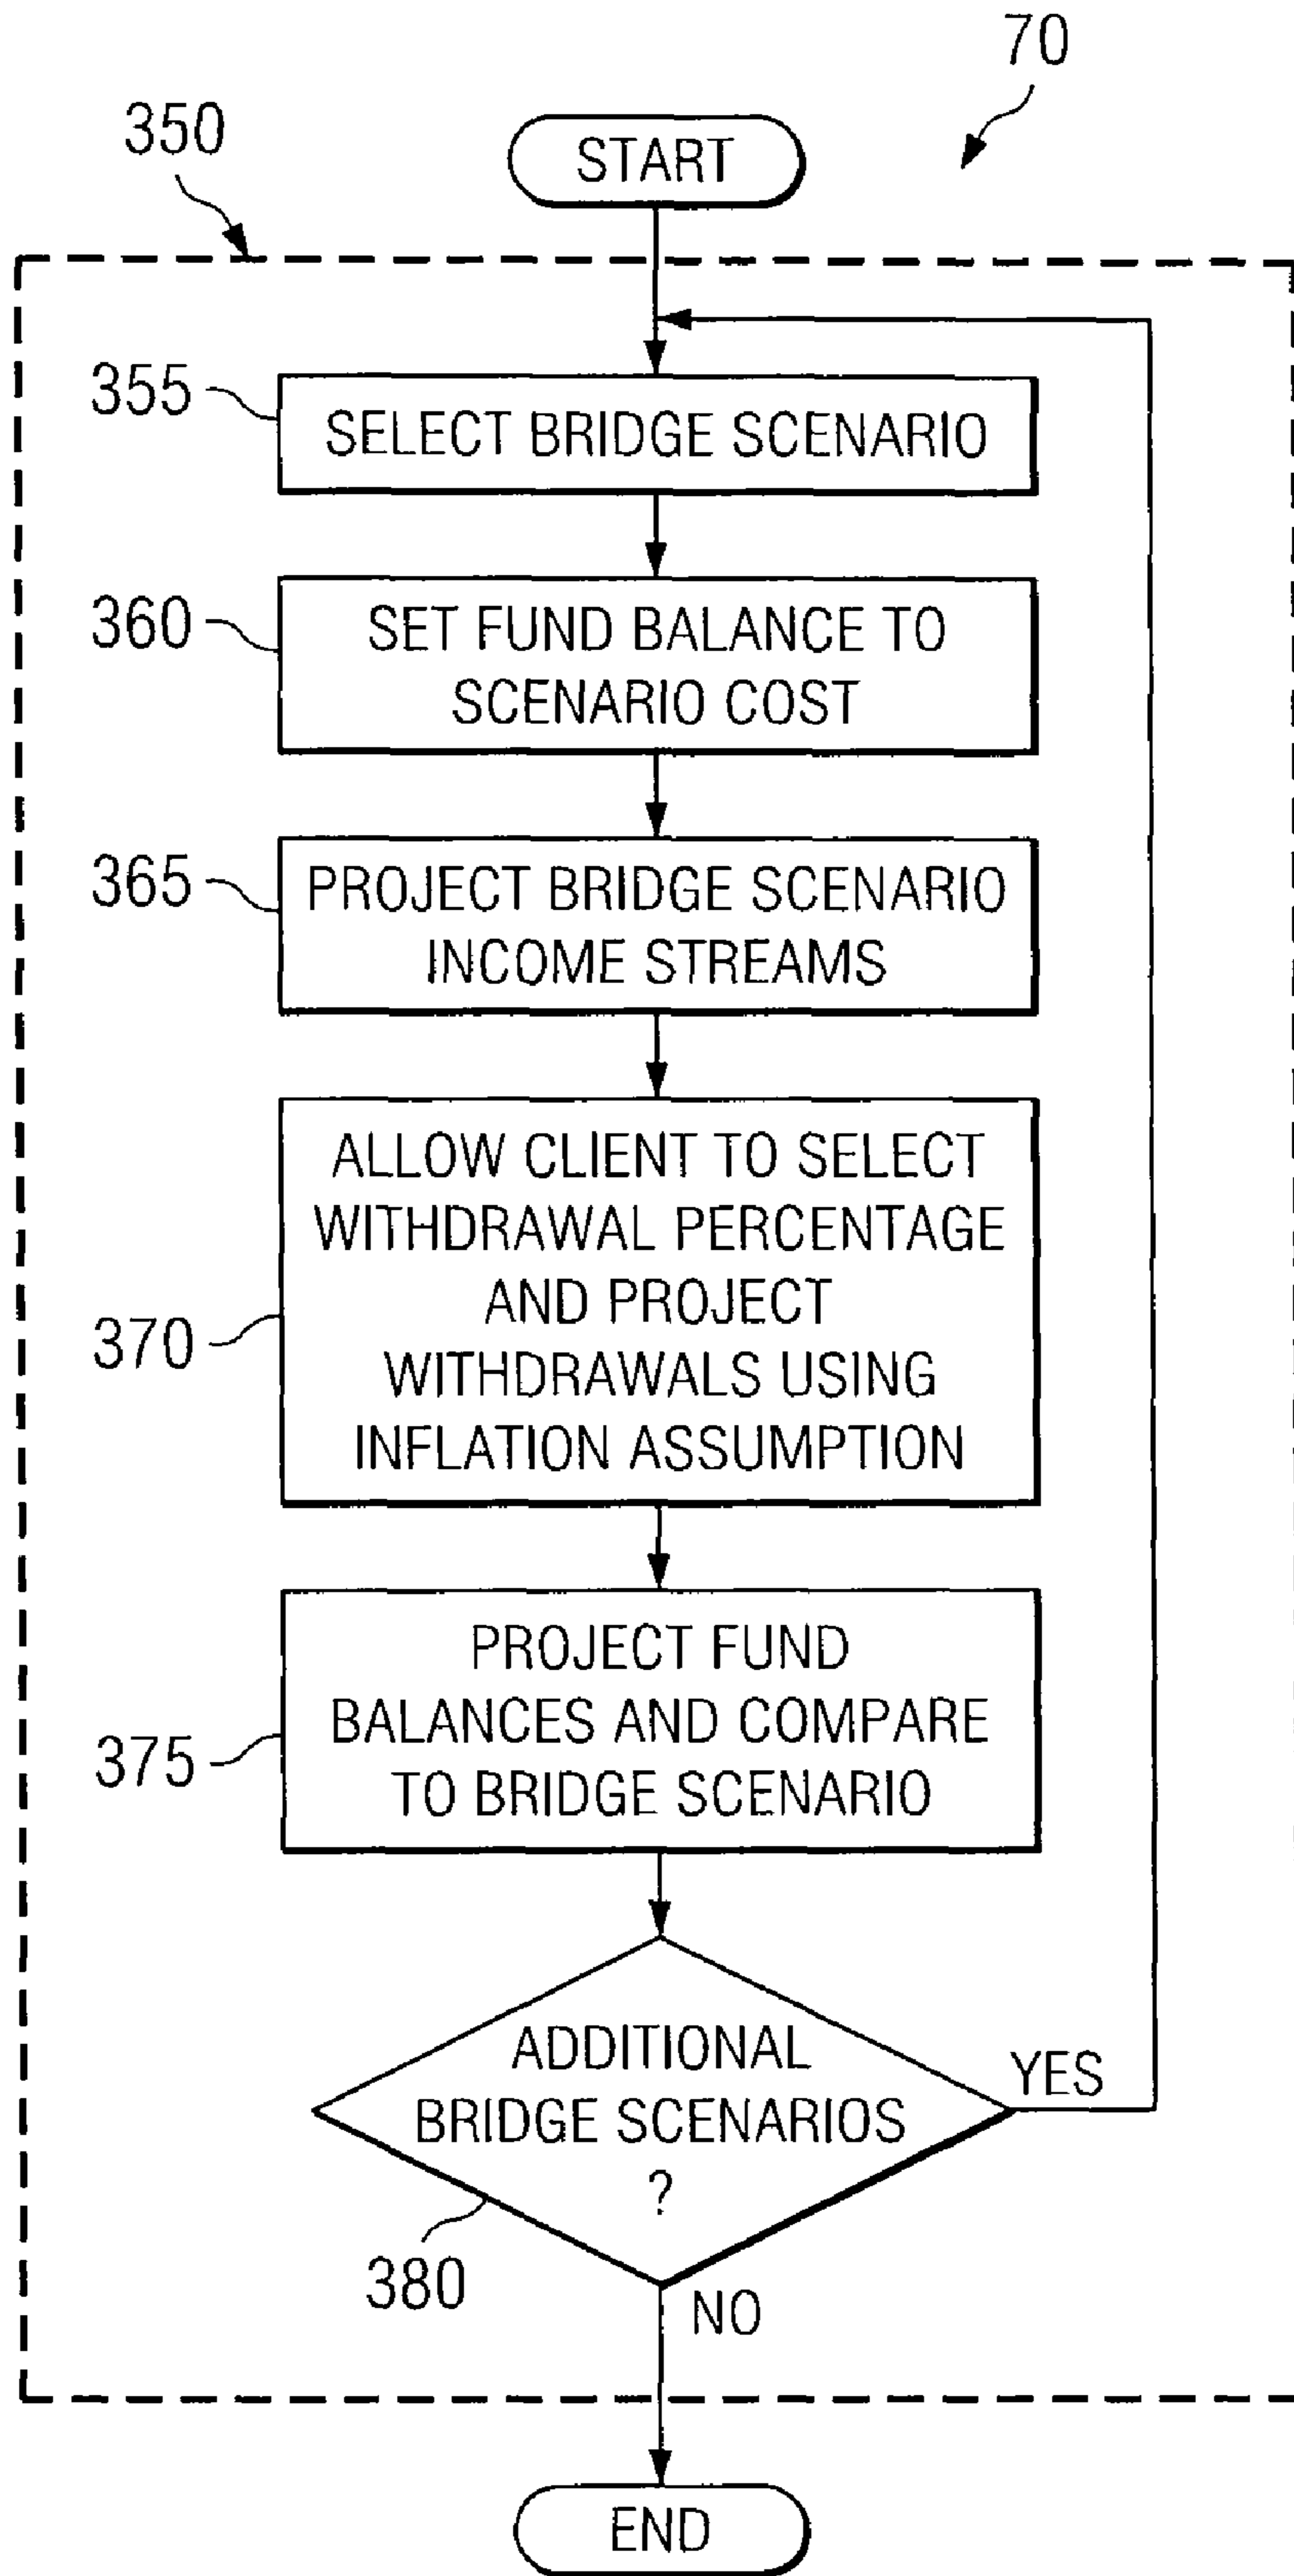 70
350
START
355
SELECT BRIDGE SCENARIO
360
SET FUND BALANCE TO
SCENARIO COST
365
PROJECT BRIDGE SCENARIO
INCOME STREAMS
370
ALLOW CLIENT TO SELECT
WITHDRAWAL PERCENTAGE
AND PROJECT
WITHDRAWALS USING
INFLATION ASSUMPTION
375
PROJECT FUND
BALANCES AND COMPARE
TO BRIDGE SCENARIO
ADDITIONAL
BRIDGE SCENARIOS
?
YES
380
NO
END